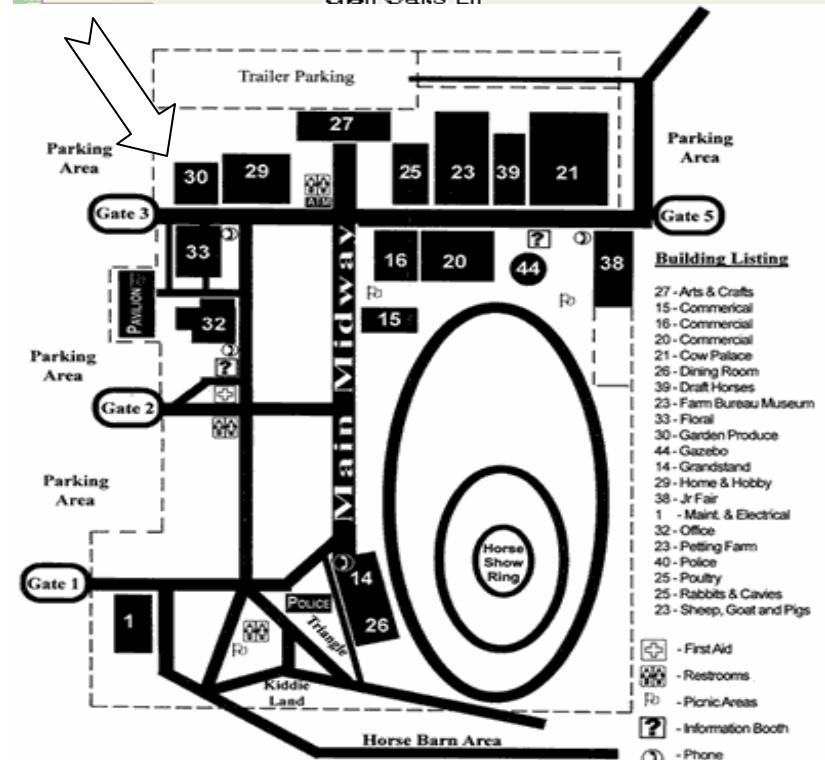 Trailer Parking
27
Parking
Area
Parking
Area
30
29
25
23
39
21
ATM
Gate 3
Gate 5
33
16
20
?
44
38
PAVILION
32
15
Main Midway
Parking
Area
?
Gate 2
Parking
Area
Horse
Show
Ring
Gate 1
14
POLICE
Triangle
26
1
Kiddie
Land
Horse Barn Area
Building Listing
27 - Arts & Crafts
15 - Commerical
16 - Commercial
20 - Commercial
21 - Cow Palace
26 - Dining Room
39 - Draft Horses
23 - Farm Bureau Museum
33 - Floral
30 - Garden Produce
44 - Gazebo
14 - Grandstand
29 - Home & Hobby
38 - Jr Fair
1 - Maint. & Electrical
32 - Office
23 - Petting Farm
40 - Police
25 - Poultry
25 - Rabbits & Cavies
23 - Sheep, Goat and Pigs
- First Aid
- Restrooms
- Picnic Areas
? - Information Booth
- Phone